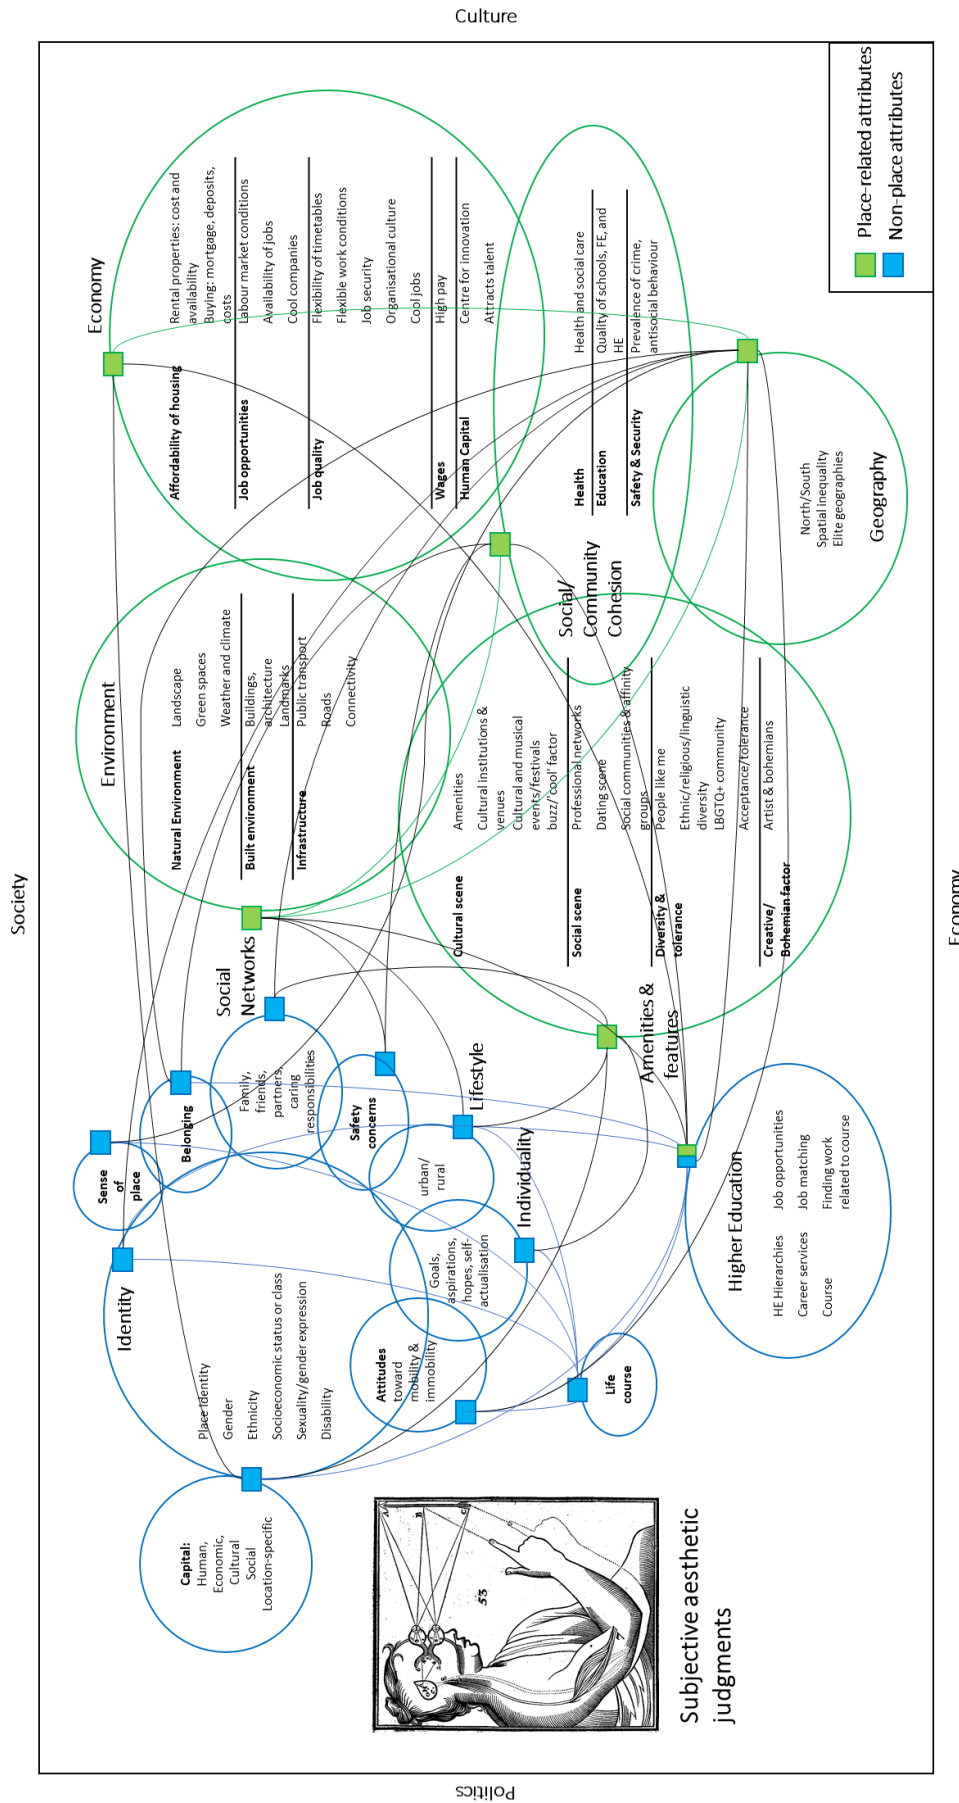 Culture
Society
Politics
Economy
Place-related attributes
Non-place attributes
Subjective aesthetic
judgments
53
A
B
C
Capital:
Human,
Economic,
Cultural
Social
Location-specific
Identity
Place Identity
Gender
Ethnicity
Socioeconomic status or class
Sexuality/gender expression
Disability
Sense
of
place
Belonging
Social
Networks
Family,
friends,
partners,
caring
responsibilities
Safety
concerns
Lifestyle
urban/
rural
Individuality
Goals,
aspirations,
hopes, self-
actualisation
Attitudes
toward
mobility &
immobility
Life
course
Higher Education
HE Hierarchies
Career services
Course
Job opportunities
Job matching
Finding work
related to course
Environment
Natural Environment
Landscape
Green spaces
Weather and climate
Built environment
Buildings,
architecture
Landmarks
Infrastructure
Public transport
Roads
Connectivity
Amenities &
features
Cultural scene
Amenities
Cultural institutions &
venues
Cultural and musical
events/festivals
buzz/'cool' factor
Social scene
Professional networks
Dating scene
Social communities & affinity
groups
Diversity &
tolerance
People like me
Ethnic/religious/linguistic
diversity
LBGTQ+ community
Acceptance/tolerance
Creative/
Bohemian factor
Artist & bohemians
Economy
Affordability of housing
Rental properties: cost and
availability
Buying: mortgage, deposits,
costs
Job opportunities
Labour market conditions
Availability of jobs
Cool companies
Job quality
Flexibility of timetables
Flexible work conditions
Job security
Organisational culture
Cool jobs
Wages
High pay
Human Capital
Centre for innovation
Attracts talent
Social/
Community
Cohesion
Health
Health and social care
Education
Quality of schools, FE, and
HE
Safety & Security
Prevalence of crime,
antisocial behaviour
North/South
Spatial inequality
Elite geographies
Geography